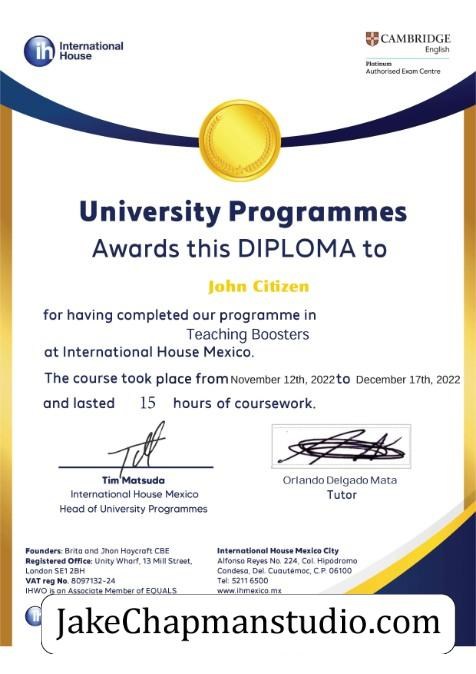 ih International
House
CAMBRIDGE
English
Platinum
Authorised Exam Centre
University Programmes
Awards this DIPLOMA to
John Citizen
for having completed our programme in
Teaching Boosters
at International House Mexico.
The course took place from November 12th, 2022 to December 17th, 2022
and lasted 15 hours of coursework.
Tim Matsuda
International House Mexico
Head of University Programmes
Orlando Delgado Mata
Tutor
Founders: Brita and Jhon Haycraft CBE
Registered Office: Unity Wharf, 13 Mill Street,
London SE1 2BH
VAT reg No. 8097132-24
IHWO is an Associate Member of EQUALS
International House Mexico City
Alfonso Reyes No. 224, Col. Hipodromo
Condesa, Del. Cuautémoc, C.P. 06100
Tel: 5211 6500
www.ihmexico.mx
ih
JakeChapmanstudio.com